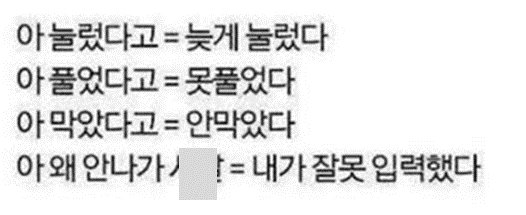 아 눌렀다고 = 늦게 눌렀다
아 풀었다고 = 못풀었다
아 막았다고 = 안막았다
아 왜 안나가 = 내가 잘못 입력했다